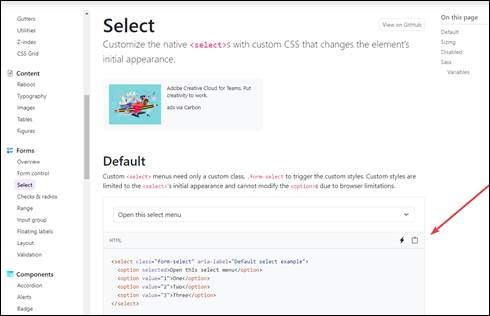 Gutters
Utilities
Z-index
CSS Grid
Content
Reboot
Typography
Images
Tables
Figures
Forms
Overview
Form control
Select
Checks & radios
Range
Input group
Floating labels
Layout
Validation
Components
Accordion
Alerts
Badge
Select
View on GitHub
Customize the native <select>s with custom CSS that changes the element's
initial appearance.
Adobe Creative Cloud for Teams. Put
creativity to work.
ads via Carbon
Default
Custom <select> menus need only a custom class, .form-select to trigger the custom styles. Custom styles are
limited to the <select>'s initial appearance and cannot modify the <option>s due to browser limitations.
Open this select menu
HTML
<select class="form-select" aria-label="Default select example">
<option selected>Open this select menu</option>
<option value="1">One</option>
<option value="2">Two</option>
<option value="3">Three</option>
</select>
On this page
Default
Sizing
Disabled
Sass
Variables